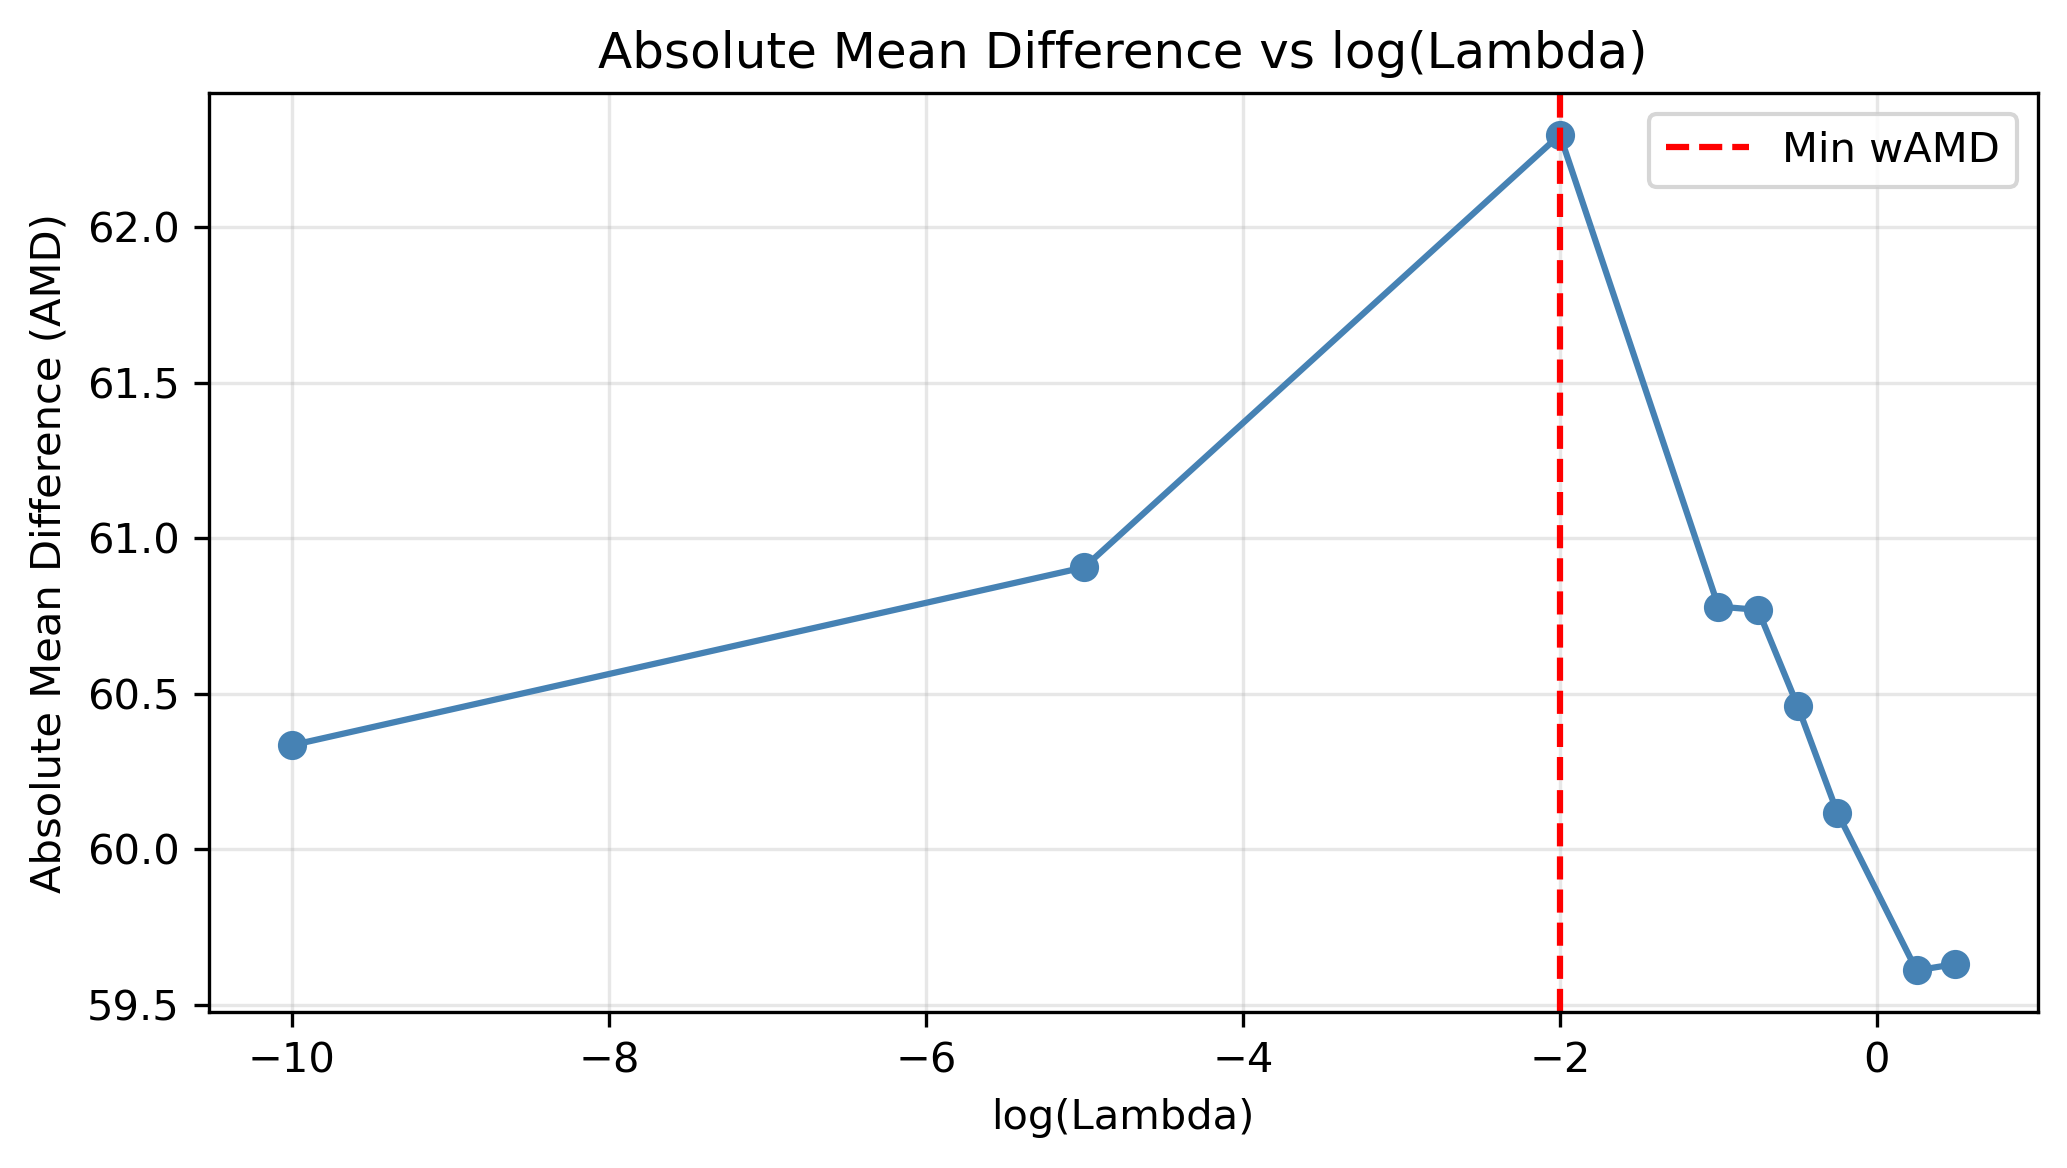 Absolute Mean Difference vs log(Lambda)
Min wAMD
Absolute Mean Difference (AMD)
62.0
61.5
61.0
60.5
60.0
59.5
−10 −8 −6 −4 −2 0
log(Lambda)